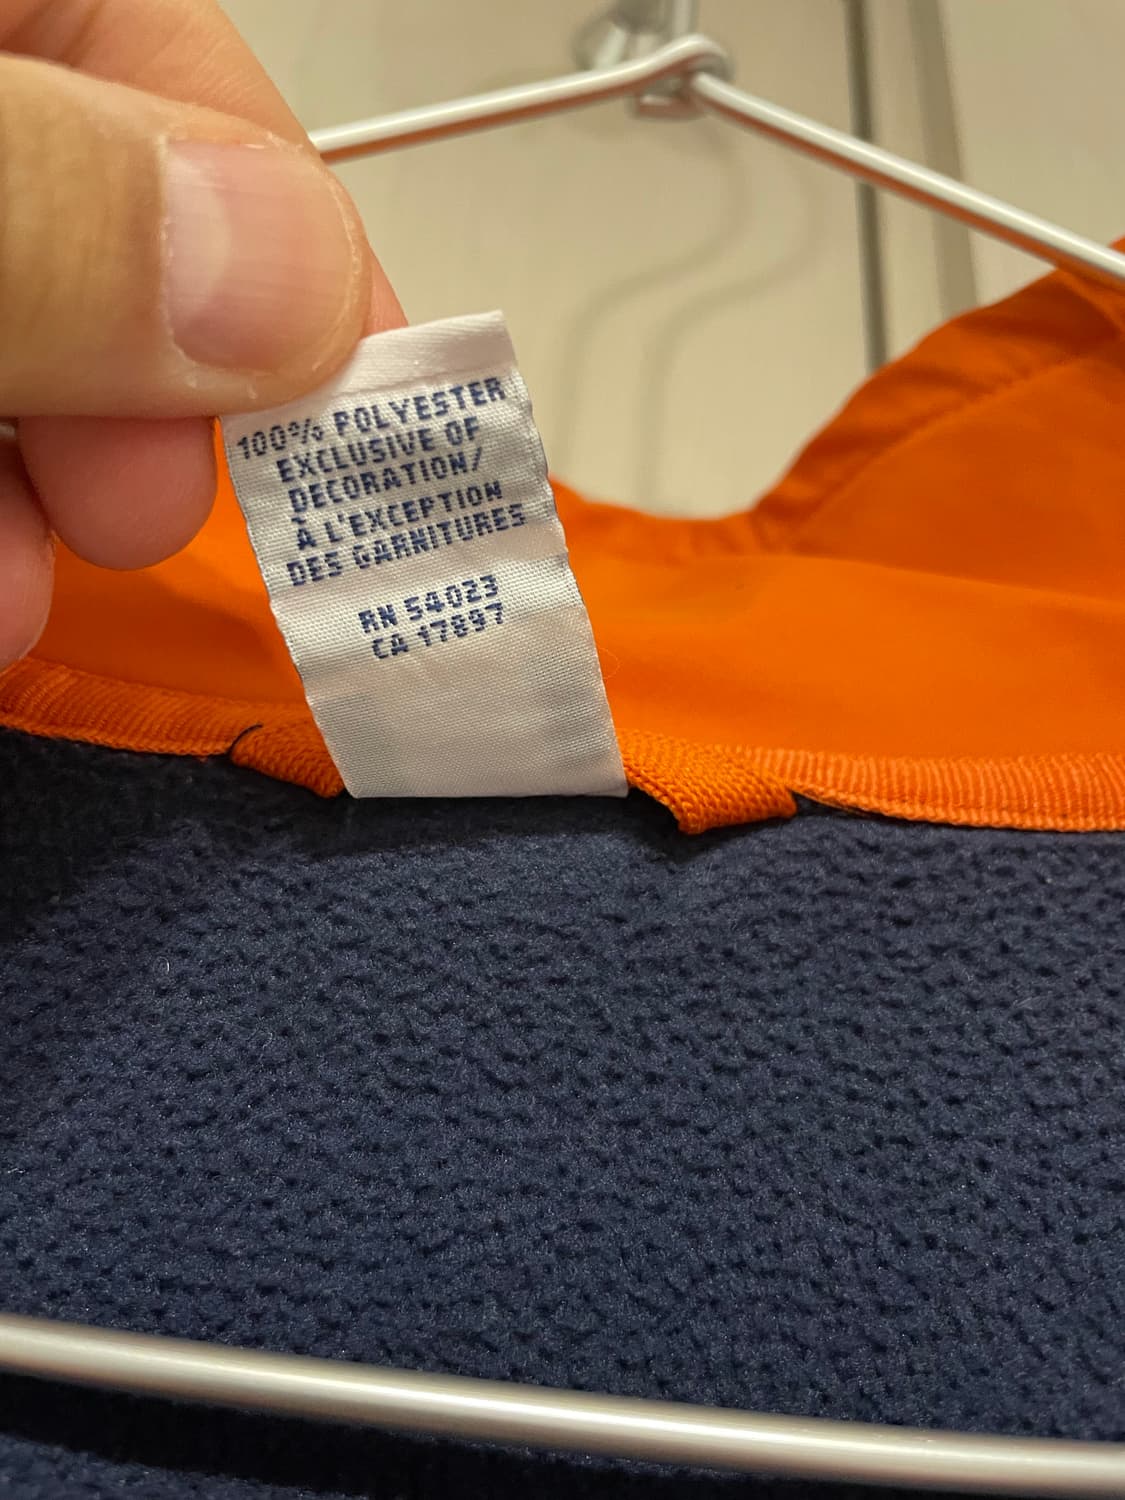 100% POLYESTER
EXCLUSIVE OF
DECORATION/
À L'EXCEPTION
DES GARNITURES
RN 54023
CA 17897